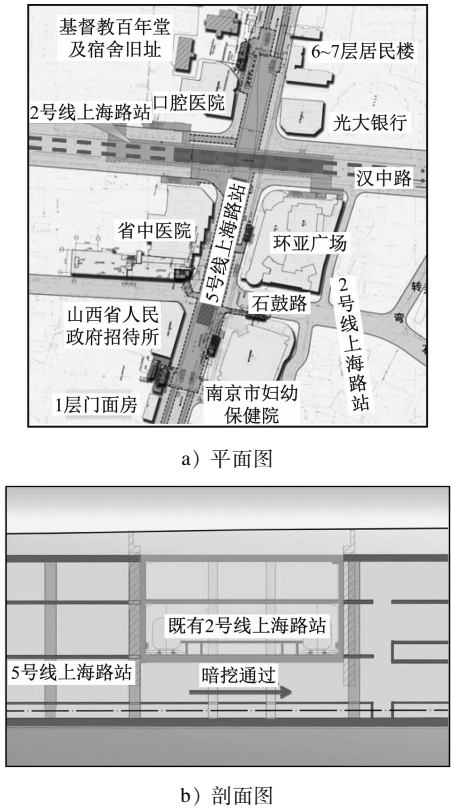 基督教百年堂
及宿舍旧址
6~7层居民楼
口腔医院
2号线上海路站
光大银行
汉中路
5号线上海路站
省中医院
环亚广场
石鼓路
2号线上海路站
山西省人民
政府招待所
1层门面房
南京市妇幼
保健院
a）平面图
既有2号线上海路站
5号线上海路站
暗挖通过
b）剖面图